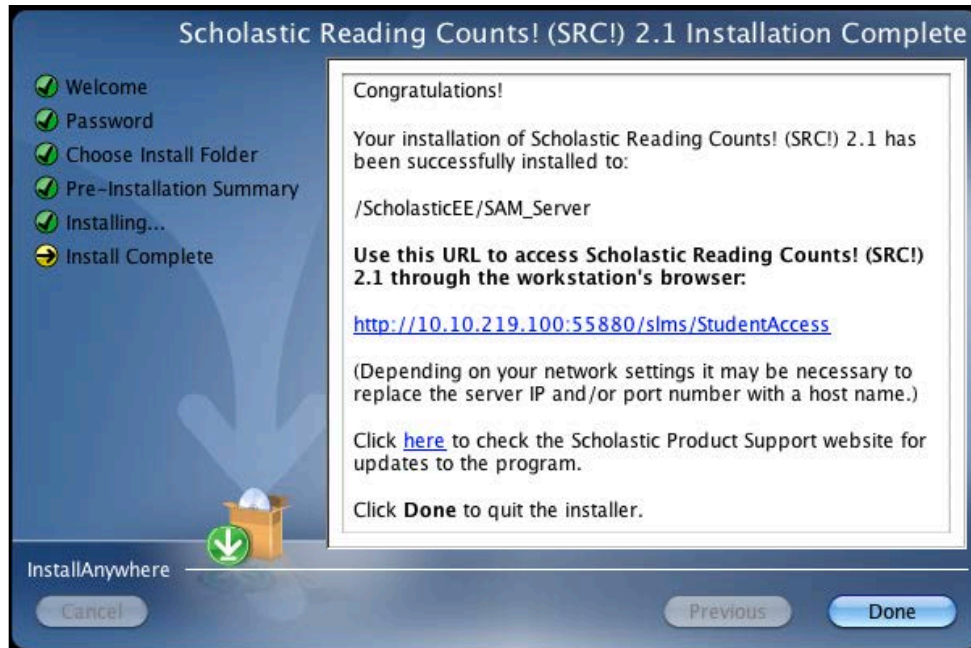 Scholastic Reading Counts! (SRC!) 2.1 Installation Complete
Welcome
Password
Choose Install Folder
Pre-Installation Summary
Installing...
Install Complete
Congratulations!
Your installation of Scholastic Reading Counts! (SRC!) 2.1 has
been successfully installed to:
/ScholasticEE/SAM_Server
Use this URL to access Scholastic Reading Counts! (SRC!)
2.1 through the workstation's browser:
http://10.10.219.100:55880/slms/StudentAccess
(Depending on your network settings it may be necessary to
replace the server IP and/or port number with a host name.)
Click here to check the Scholastic Product Support website for
updates to the program.
Click Done to quit the installer.
InstallAnywhere
Cancel
Previous
Done